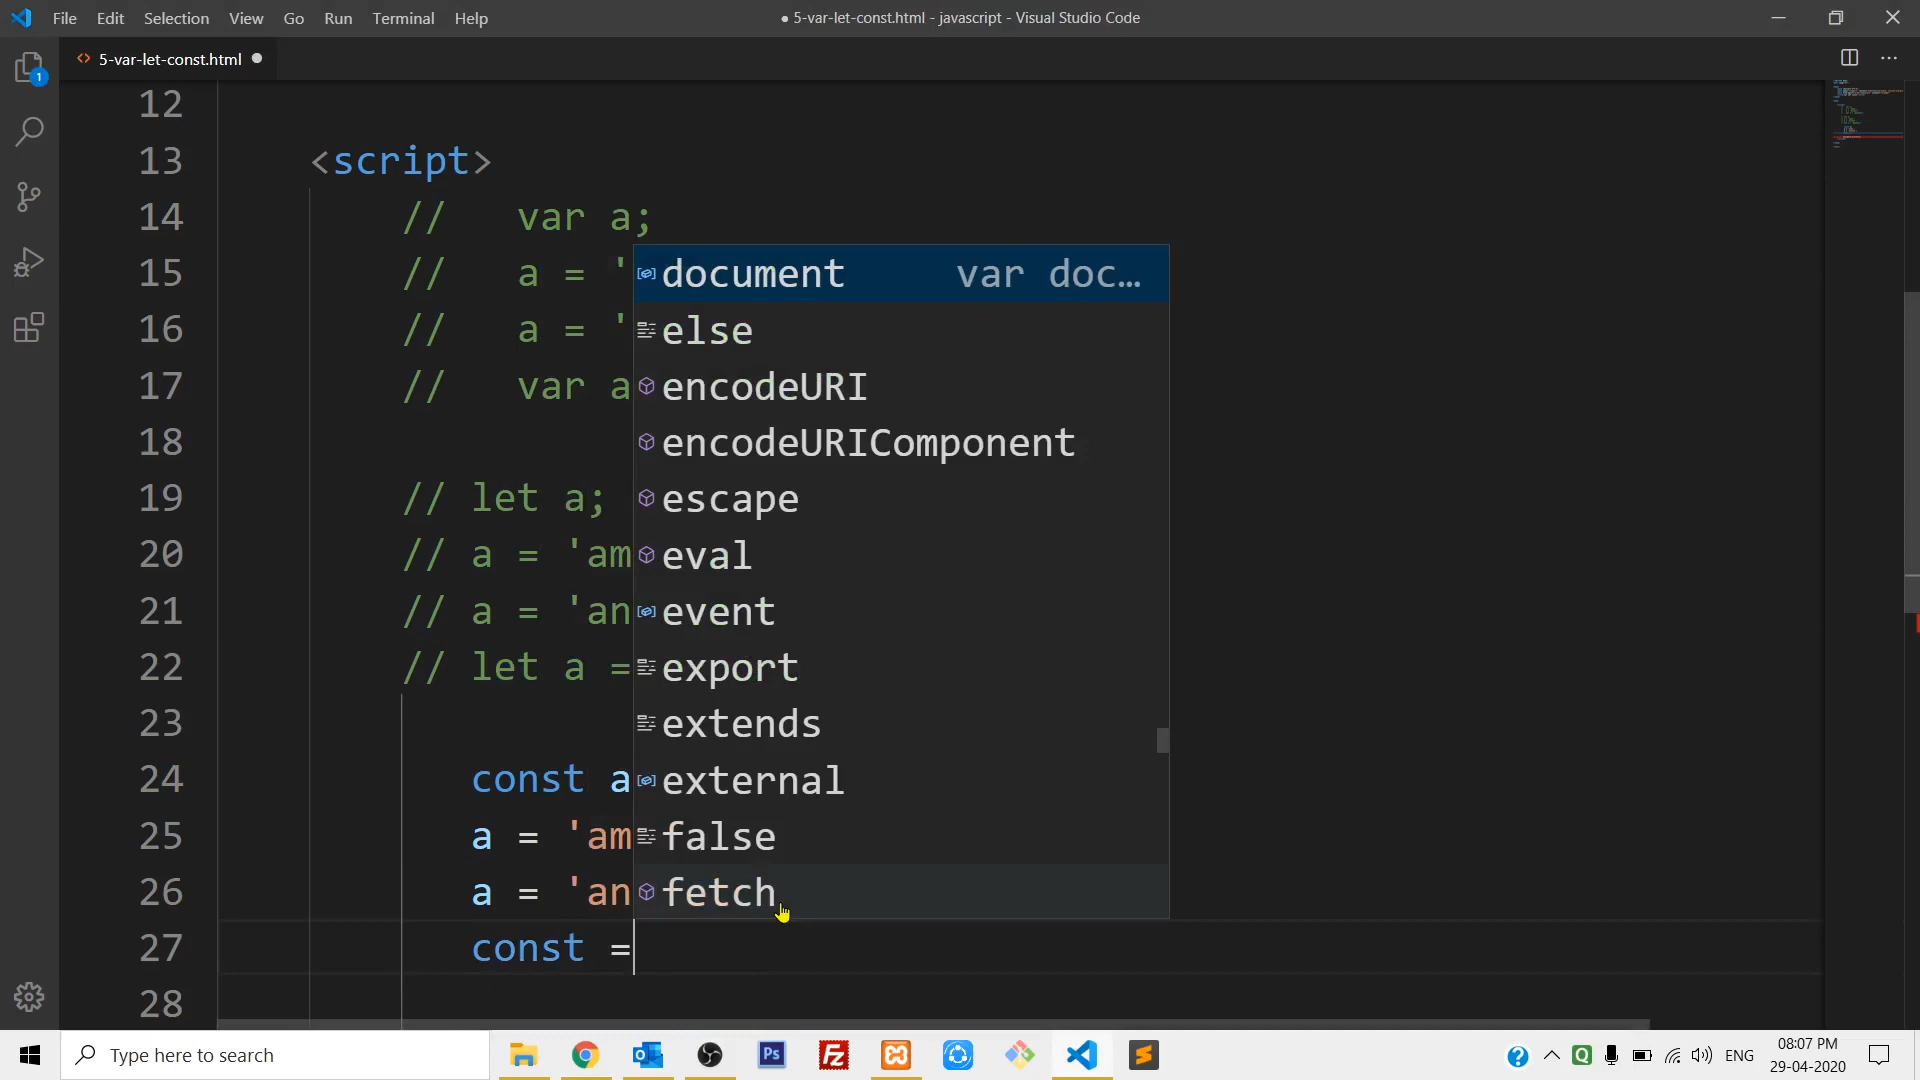 File Edit Selection View Go Run Terminal Help
● 5-var-let-const.html - javascript - Visual Studio Code
<> 5-var-let-const.html ●
1
12
13 <script>
14 // var a;
15 // a = '
16 // a = '
17 // var a
18
19 // let a;
20 // a = 'am
21 // a = 'an
22 // let a =
23
24 const a
25 a = 'am
26 a = 'an
27 const =
28
document var doc...
else
encodeURI
encodeURIComponent
escape
eval
event
export
extends
external
false
fetch
Type here to search
Ps
Fz
ENG
08:07 PM
29-04-2020